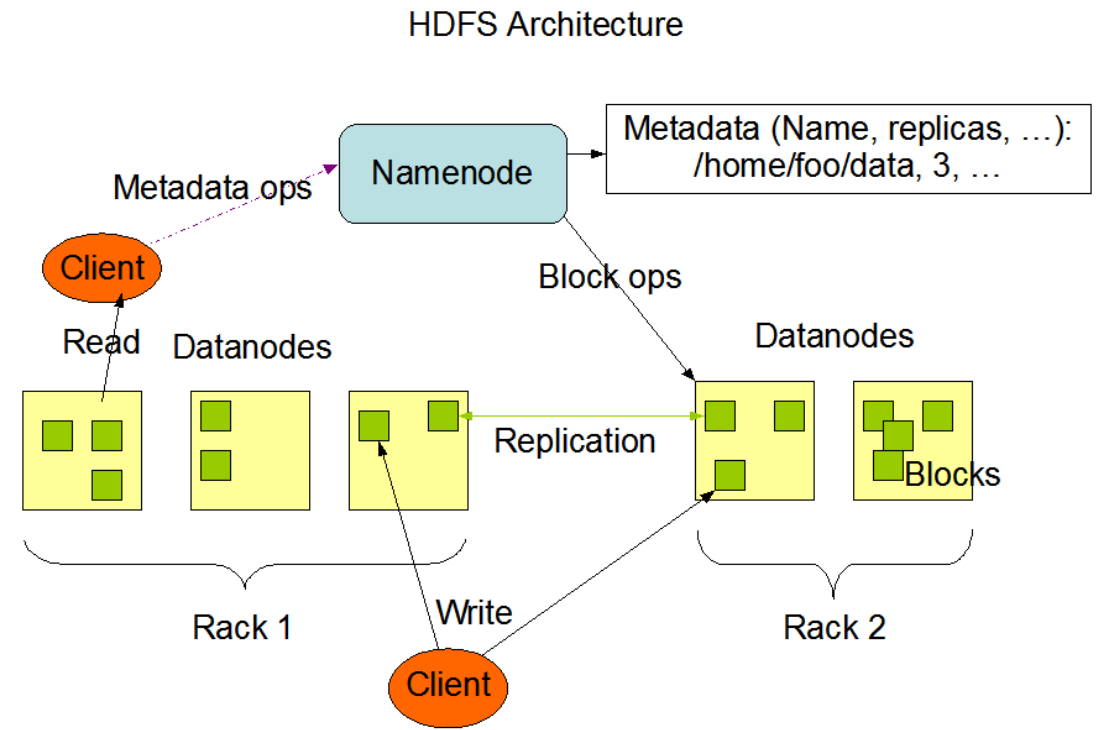 HDFS Architecture
Metadata (Name, replicas, …):
/home/foo/data, 3, …
Namenode
Metadata ops
Client
Block ops
Read
Datanodes
Datanodes
Replication
Blocks
Write
Rack 1
Rack 2
Client